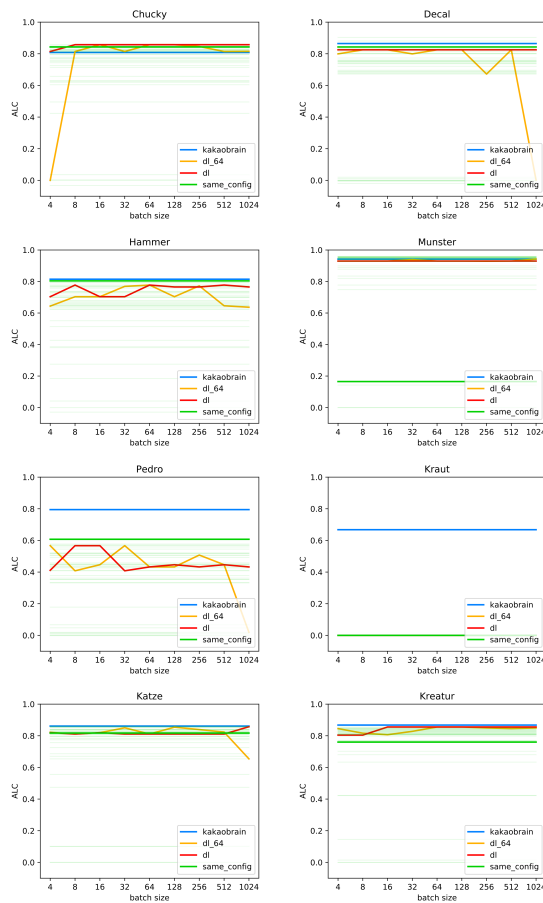 Chucky
ALC
1.0
0.8
0.6
0.4
0.2
0.0
kakaobrain
dl_64
dl
same_config
4 8 16 32 64 128 256 512 1024
batch size
Decal
ALC
1.0
0.8
0.6
0.4
0.2
0.0
kakaobrain
dl_64
dl
same_config
4 8 16 32 64 128 256 512 1024
batch size
Hammer
ALC
1.0
0.8
0.6
0.4
0.2
0.0
kakaobrain
dl_64
dl
same_config
4 8 16 32 64 128 256 512 1024
batch size
Munster
ALC
1.0
0.8
0.6
0.4
0.2
0.0
kakaobrain
dl_64
dl
same_config
4 8 16 32 64 128 256 512 1024
batch size
Pedro
ALC
1.0
0.8
0.6
0.4
0.2
0.0
kakaobrain
dl_64
dl
same_config
4 8 16 32 64 128 256 512 1024
batch size
Kraut
ALC
1.0
0.8
0.6
0.4
0.2
0.0
kakaobrain
dl_64
dl
same_config
4 8 16 32 64 128 256 512 1024
batch size
Katze
ALC
1.0
0.8
0.6
0.4
0.2
0.0
kakaobrain
dl_64
dl
same_config
4 8 16 32 64 128 256 512 1024
batch size
Kreatur
ALC
1.0
0.8
0.6
0.4
0.2
0.0
kakaobrain
dl_64
dl
same_config
4 8 16 32 64 128 256 512 1024
batch size